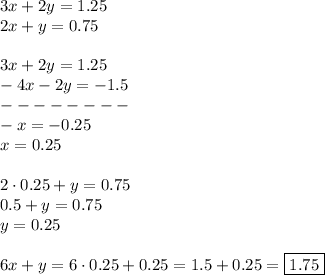 3x + 2y = 1.25
2x + y = 0.75
3x + 2y = 1.25
− 4x − 2y = −1.5
− − − − − − − −
− x = −0.25
x = 0.25
2 · 0.25 + y = 0.75
0.5 + y = 0.75
y = 0.25
6x + y = 6 · 0.25 + 0.25 = 1.5 + 0.25 = 1.75